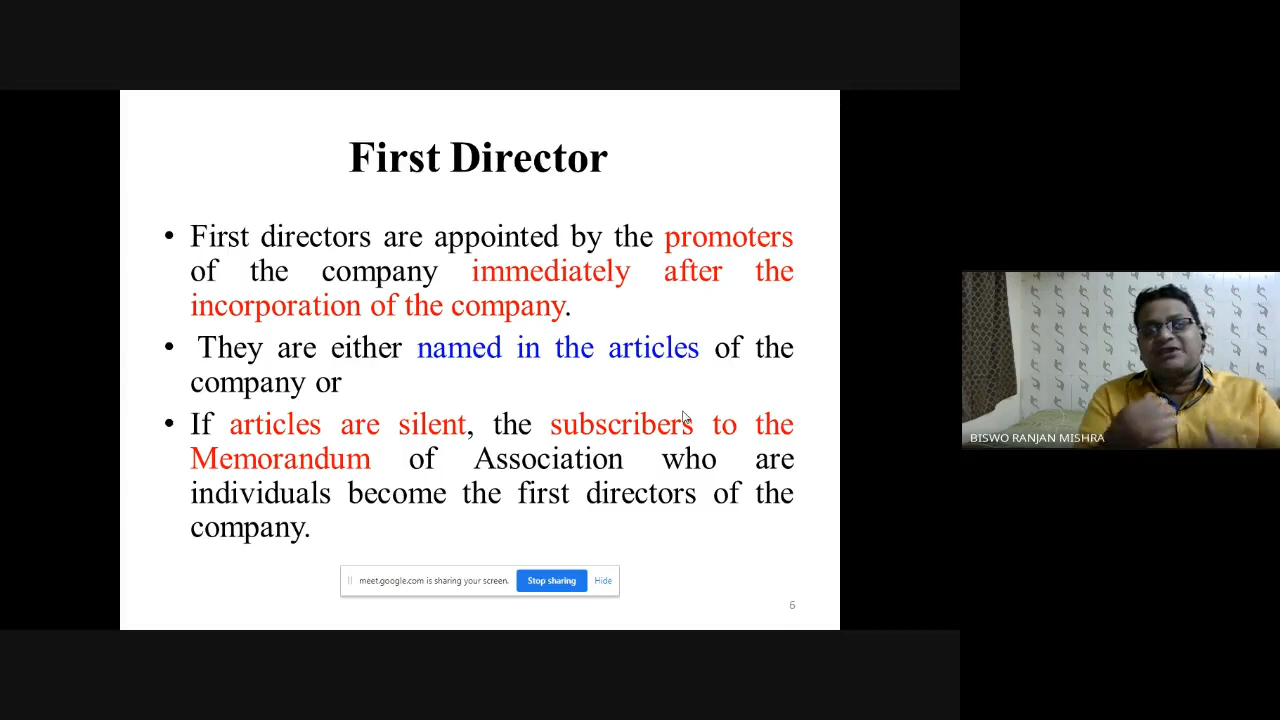 First Director
• First directors are appointed by the promoters
of the company immediately after the
incorporation of the company.
• They are either named in the articles of the
company or
• If articles are silent, the subscribers to the
Memorandum of Association who are
individuals become the first directors of the
company.
meet.google.com is sharing your screen. Stop sharing Hide
6
BISWO RANJAN MISHRA